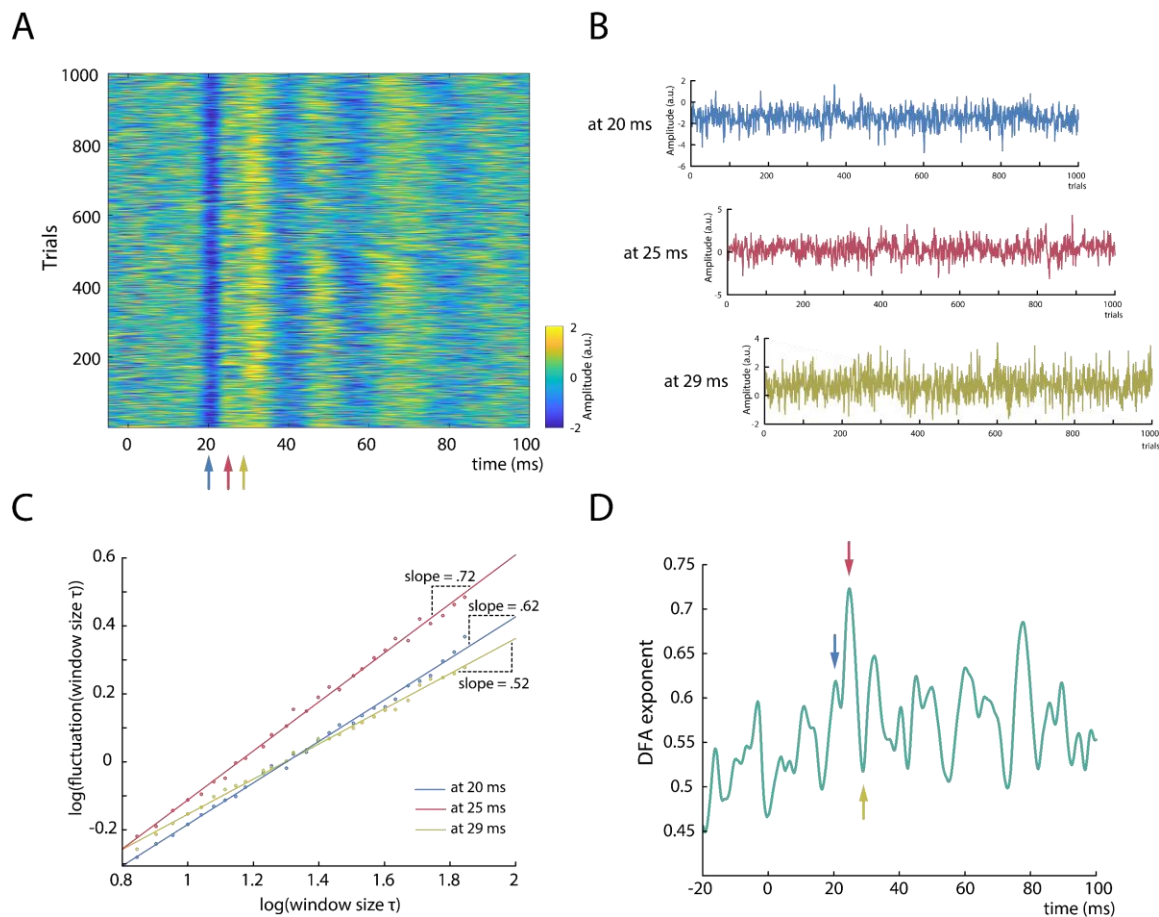 A
1000
800
600
400
200
Trials
0
20
40
60
80
100
time (ms)
2
0
-2
Amplitude (a.u.)
B
at 20 ms
Amplitude (a.u.)
2
0
-2
-4
-6
0
200
400
600
800
1000
trials
at 25 ms
Amplitude (a.u.)
5
0
-5
0
200
400
600
800
1000
trials
at 29 ms
Amplitude (a.u.)
4
2
0
-2
0
200
400
600
800
1000
trials
C
0.6
0.4
0.2
0
-0.2
log(fluctuation(window size τ))
slope = .72
slope = .62
slope = .52
at 20 ms
at 25 ms
at 29 ms
0.8
1
1.2
1.4
1.6
1.8
2
log(window size τ)
D
0.75
0.7
0.65
0.6
0.55
0.5
0.45
DFA exponent
-20
0
20
40
60
80
100
time (ms)